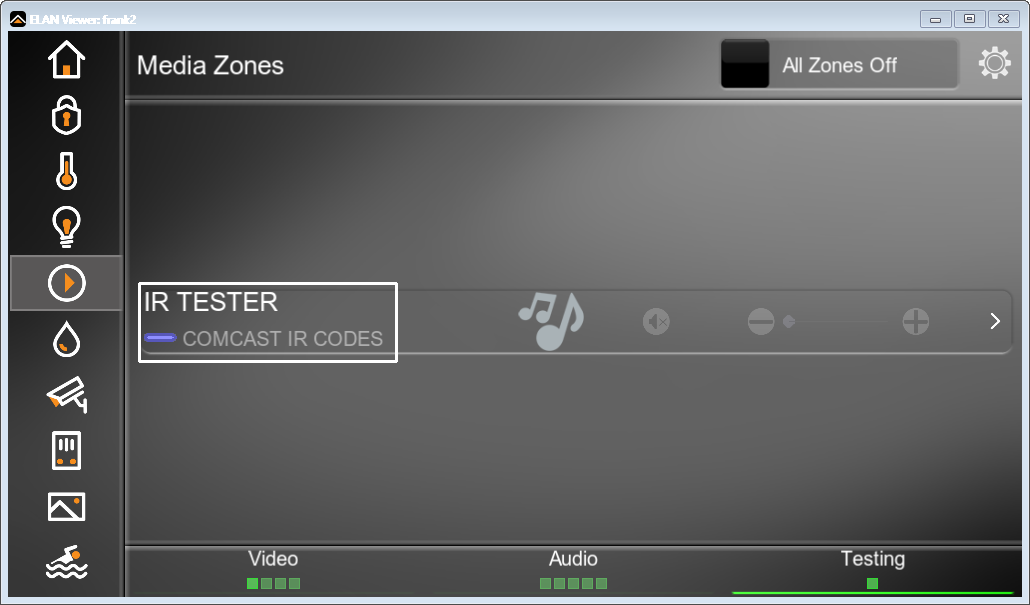 ELAN Viewer: frank2
Media Zones
All Zones Off
IR TESTER
COMCAST IR CODES
Video
Audio
Testing